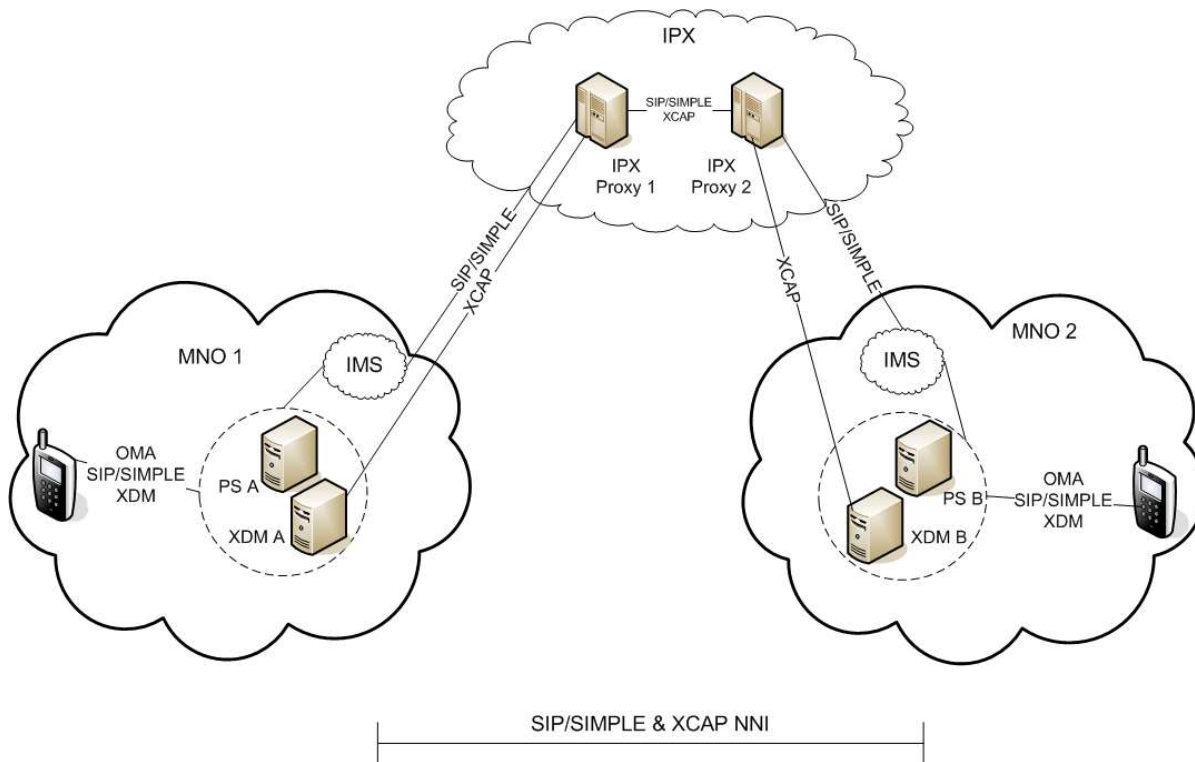 IPX
SIP/SIMPLE
XCAP
IPX
Proxy 1
IPX
Proxy 2
SIP/SIMPLE
XCAP
XCAP
SIP/SIMPLE
MNO 1
IMS
OMA
SIP/SIMPLE
XDM
PS A
XDM A
MNO 2
IMS
PS B
XDM B
OMA
SIP/SIMPLE
XDM
SIP/SIMPLE & XCAP NNI